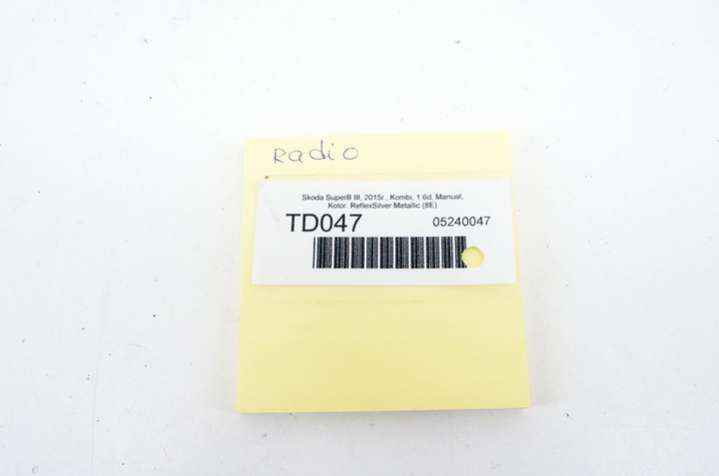 Radio
Skoda SuperB III, 2015r., Kombi, 1.6d, Manual,
Kolor: ReflexSilver Metallic (8E)
TD047 05240047